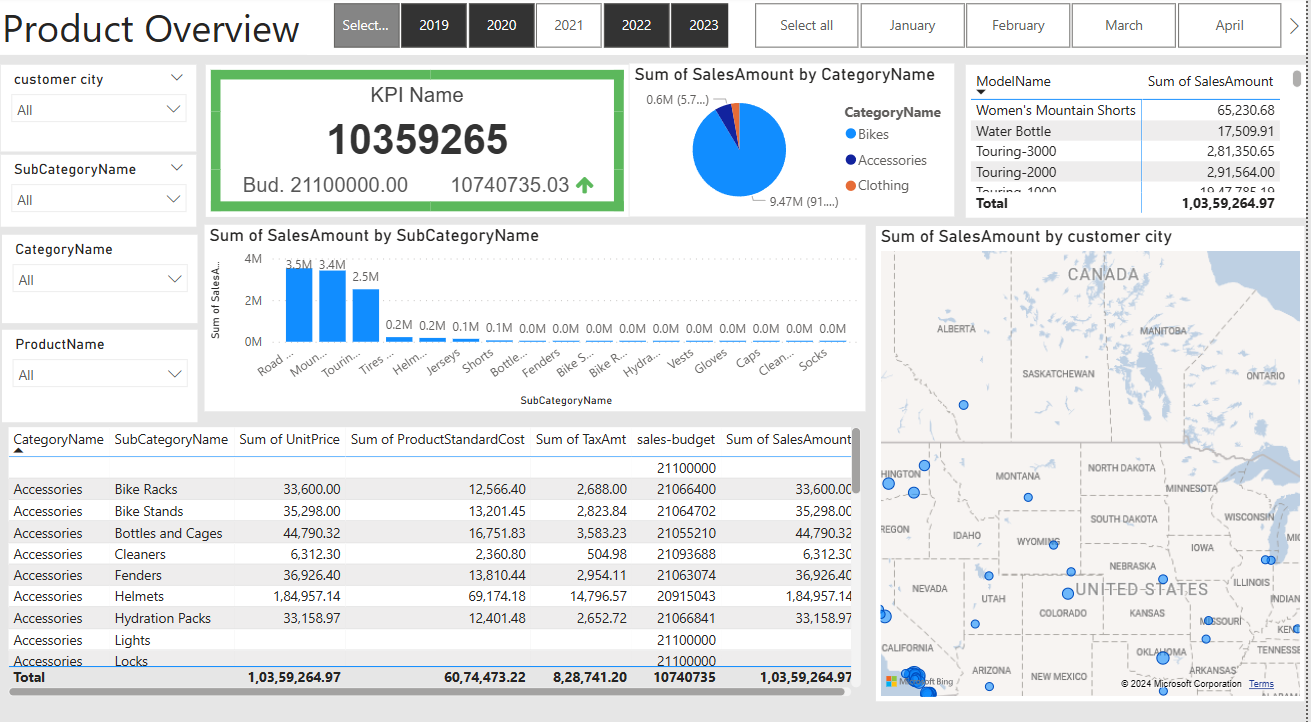 Product Overview
Select... 2019 2020 2021 2022 2023 Select all January February March April
customer city
All
SubCategoryName
All
CategoryName
All
ProductName
All
KPI Name
10359265
Bud. 21100000.00 10740735.03
Sum of SalesAmount by CategoryName
0.6M (5.7...)
9.47M (91....)
CategoryName
Bikes
Accessories
Clothing
ModelName Sum of SalesAmount
Women's Mountain Shorts 65,230.68
Water Bottle 17,509.91
Touring-3000 2,81,350.65
Touring-2000 2,91,564.00
Touring-1000 19,47,785.19
Total 1,03,59,264.97
Sum of SalesAmount by SubCategoryName
Sum of SalesA...
4M
2M
0M
3.5M 3.4M 2.5M 0.2M 0.2M 0.1M 0.1M 0.0M 0.0M 0.0M 0.0M 0.0M 0.0M 0.0M 0.0M 0.0M 0.0M
Road ... Moun... Tourin... Tires ... Helm... Jerseys Shorts Bottle... Fenders Bike S... Bike R... Hydra... Vests Gloves Caps Clean... Socks
SubCategoryName
Sum of SalesAmount by customer city
CANADA
ALBERTA
MANITOBA
SASKATCHEWAN
ONTARIO
HINGTON
MONTANA
NORTH DAKOTA
MINNESOTA
REGON
IDAHO
SOUTH DAKOTA
WISCONSIN
MIC
WYOMING
IOWA
NEBRASKA
NEVADA
UTAH
UNITED STATES
ILLINOIS
INDIAN
COLORADO
KANSAS
MISSOURI
KEN
CALIFORNIA
OKLAHOMA
TENNESSE
ARIZONA
NEW MEXICO
ARKANSAS
Microsoft Bing
© 2024 Microsoft Corporation Terms
CategoryName SubCategoryName Sum of UnitPrice Sum of ProductStandardCost Sum of TaxAmt sales-budget Sum of SalesAmount
21100000
Accessories Bike Racks 33,600.00 12,566.40 2,688.00 21066400 33,600.00
Accessories Bike Stands 35,298.00 13,201.45 2,823.84 21064702 35,298.00
Accessories Bottles and Cages 44,790.32 16,751.83 3,583.23 21055210 44,790.32
Accessories Cleaners 6,312.30 2,360.80 504.98 21093688 6,312.30
Accessories Fenders 36,926.40 13,810.44 2,954.11 21063074 36,926.40
Accessories Helmets 1,84,957.14 69,174.18 14,796.57 20915043 1,84,957.14
Accessories Hydration Packs 33,158.97 12,401.48 2,652.72 21066841 33,158.97
Accessories Lights 21100000
Accessories Locks 21100000
Total 1,03,59,264.97 60,74,473.22 8,28,741.20 10740735 1,03,59,264.97